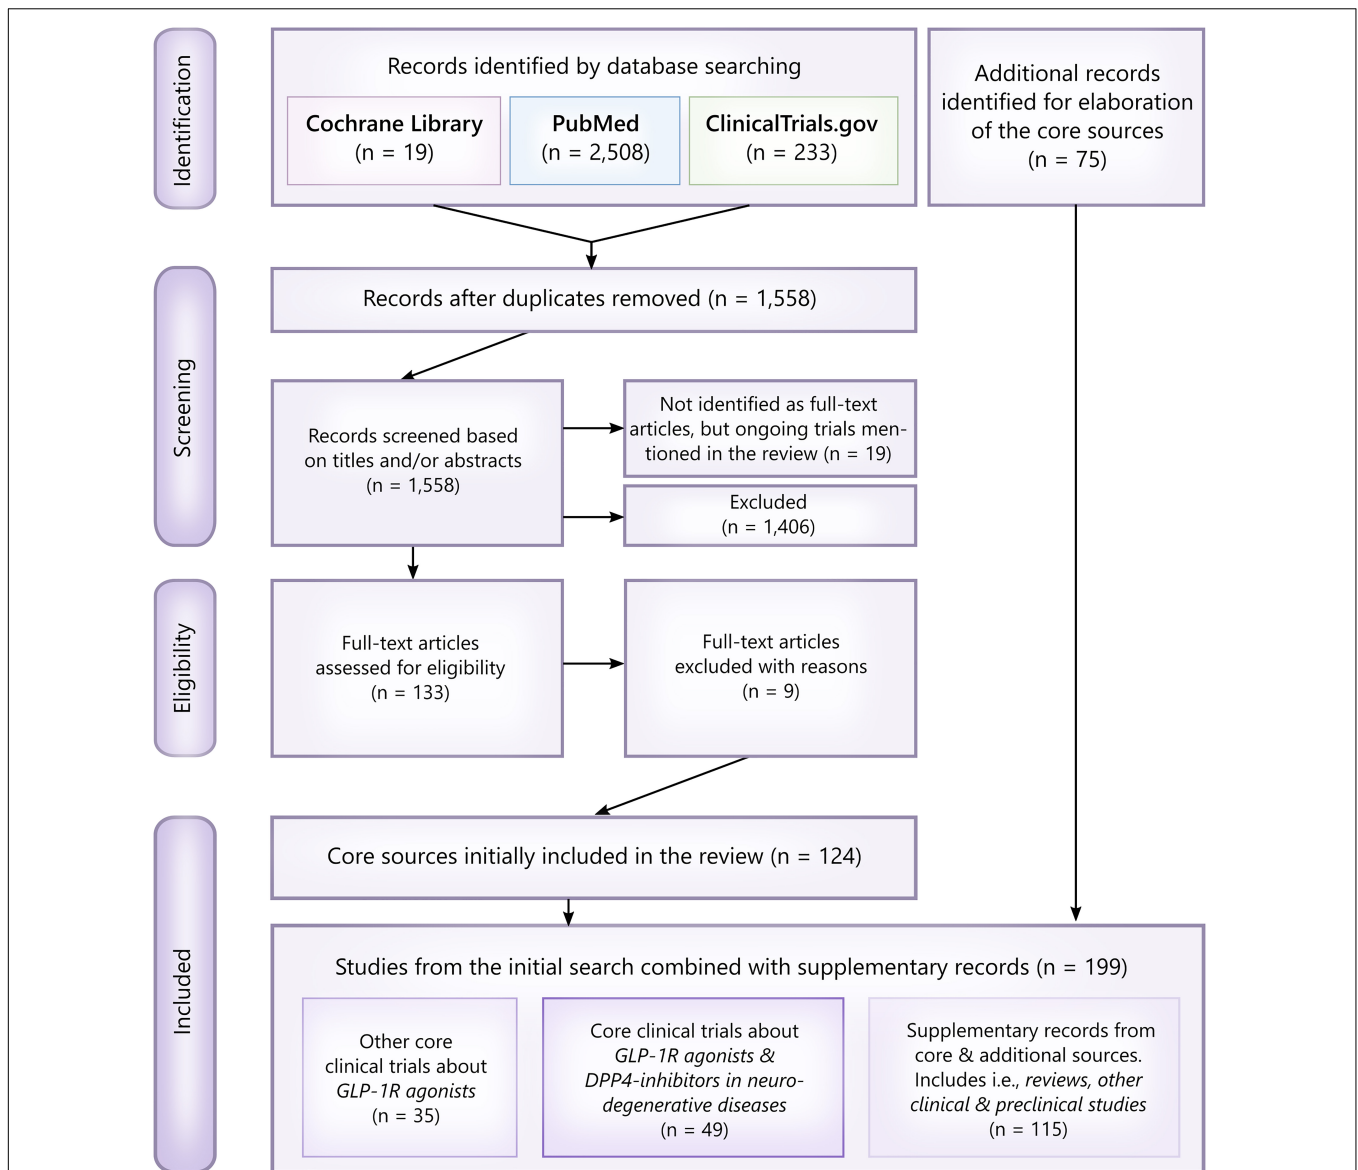 Identification
Records identified by database searching
Cochrane Library
(n = 19)
PubMed
(n = 2,508)
ClinicalTrials.gov
(n = 233)
Additional records
identified for elaboration
of the core sources
(n = 75)
Screening
Records after duplicates removed (n = 1,558)
Records screened based
on titles and/or abstracts
(n = 1,558)
Not identified as full-text
articles, but ongoing trials men-
tioned in the review (n = 19)
Excluded
(n = 1,406)
Eligibility
Full-text articles
assessed for eligibility
(n = 133)
Full-text articles
excluded with reasons
(n = 9)
Included
Core sources initially included in the review (n = 124)
Studies from the initial search combined with supplementary records (n = 199)
Other core
clinical trials about
GLP-1R agonists
(n = 35)
Core clinical trials about
GLP-1R agonists &
DPP4-inhibitors in neuro-
degenerative diseases
(n = 49)
Supplementary records from
core & additional sources.
Includes i.e., reviews, other
clinical & preclinical studies
(n = 115)